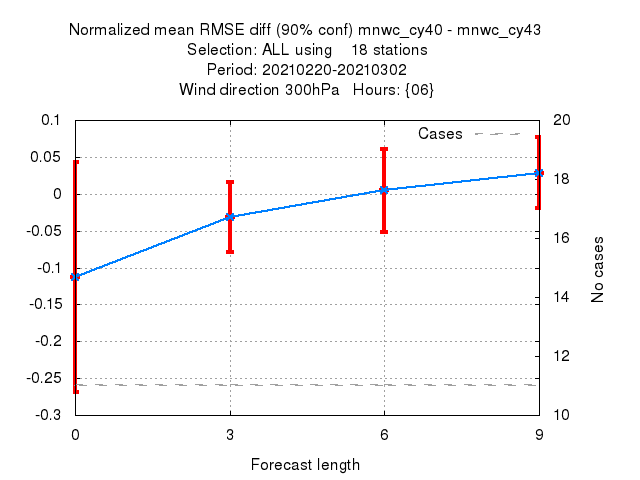 Normalized mean RMSE diff (90% conf) mnwc_cy40 - mnwc_cy43
Selection: ALL using    18 stations
Period: 20210220-20210302
Wind direction 300hPa   Hours: {06}
Cases
0.1
0.05
0
-0.05
-0.1
-0.15
-0.2
-0.25
-0.3
20
18
16
14
12
10
No cases
0
3
6
9
Forecast length